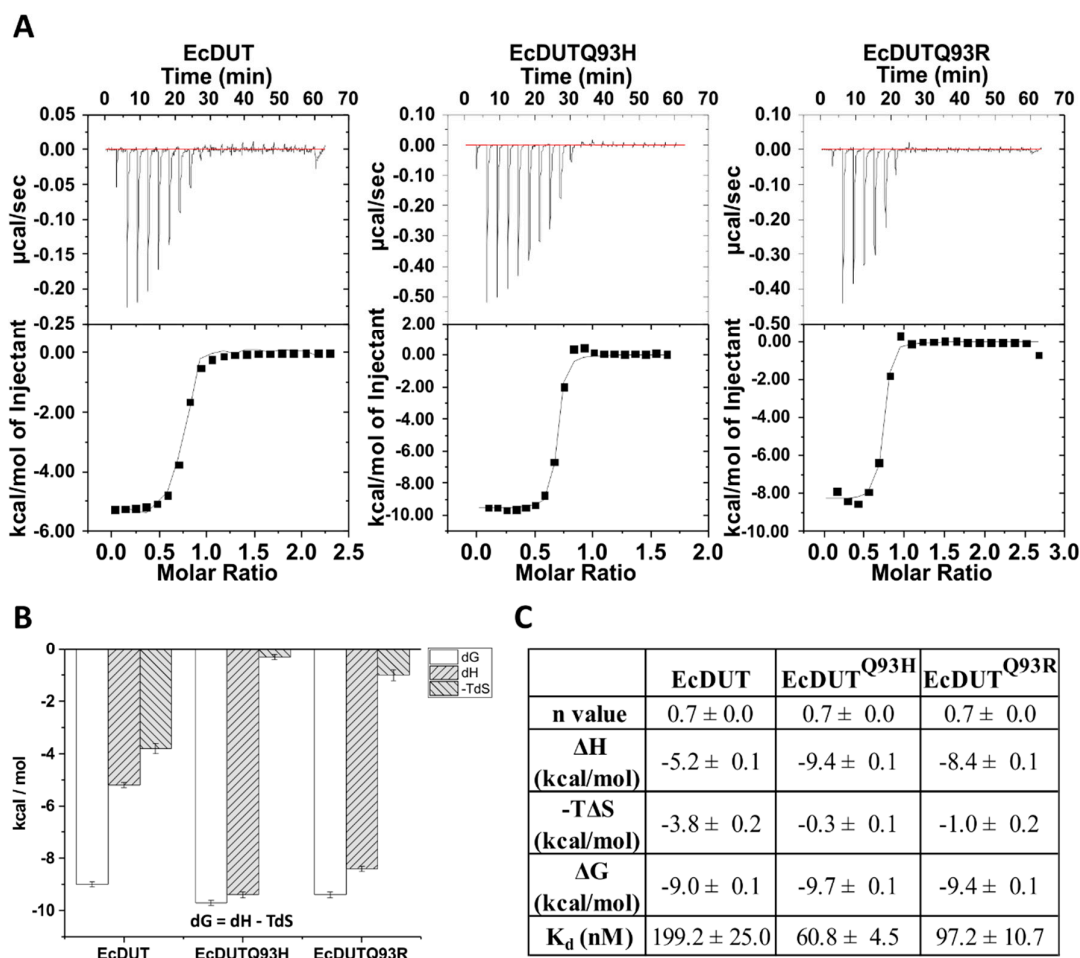 A
EcDUT
Time (min)
0 10 20 30 40 50 60 70
0.05
0.00
-0.05
-0.10
-0.15
-0.20
-0.25
µcal/sec
0.00
-2.00
-4.00
-6.00
kcal/mol of Injectant
0.0 0.5 1.0 1.5 2.0 2.5
Molar Ratio
EcDUTQ93H
Time (min)
0 10 20 30 40 50 60 70
0.10
0.00
-0.10
-0.20
-0.30
-0.40
-0.50
µcal/sec
2.00
0.00
-2.00
-4.00
-6.00
-8.00
-10.00
kcal/mol of Injectant
0.0 0.5 1.0 1.5 2.0
Molar Ratio
EcDUTQ93R
Time (min)
0 10 20 30 40 50 60 70
0.10
0.00
-0.10
-0.20
-0.30
-0.40
-0.50
µcal/sec
0.00
-2.00
-4.00
-6.00
-8.00
-10.00
kcal/mol of Injectant
0.0 0.5 1.0 1.5 2.0 2.5 3.0
Molar Ratio
B
0
-2
-4
-6
-8
-10
kcal / mol
dG
dH
-TdS
dG = dH - TdS
EcDUT EcDUTQ93H EcDUTQ93R
C
EcDUT EcDUT^Q93H EcDUT^Q93R
n value 0.7 ± 0.0 0.7 ± 0.0 0.7 ± 0.0
ΔH (kcal/mol) -5.2 ± 0.1 -9.4 ± 0.1 -8.4 ± 0.1
-TΔS (kcal/mol) -3.8 ± 0.2 -0.3 ± 0.1 -1.0 ± 0.2
ΔG (kcal/mol) -9.0 ± 0.1 -9.7 ± 0.1 -9.4 ± 0.1
K_d (nM) 199.2 ± 25.0 60.8 ± 4.5 97.2 ± 10.7